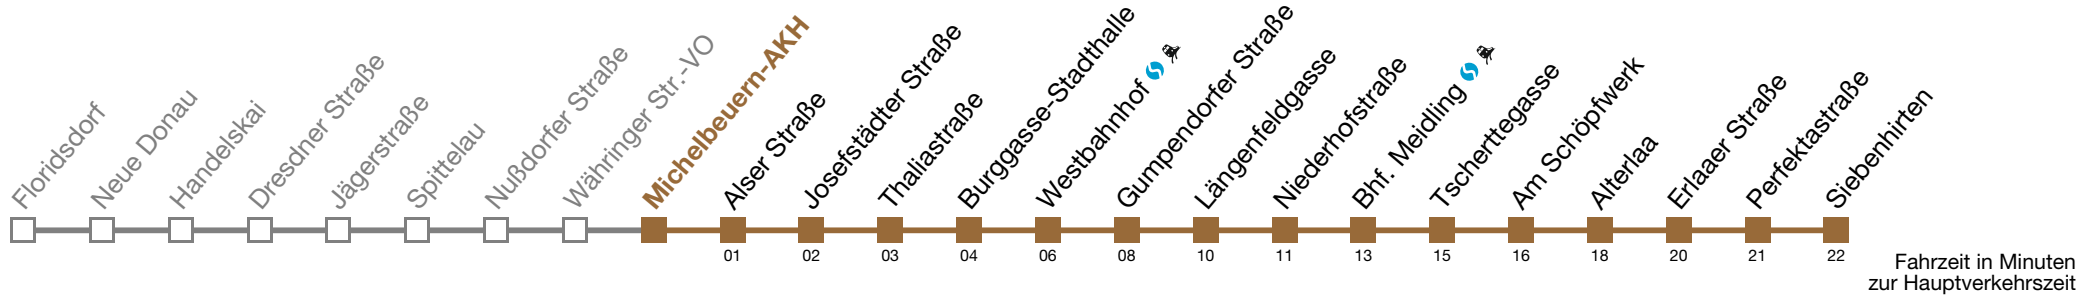 Floridsdorf
Neue Donau
Handelskai
Dresdner Straße
Jägerstraße
Spittelau
Nußdorfer Straße
Währinger Str.-VO
Michelbeuern-AKH
Alser Straße
Josefstädter Straße
Thaliastraße
Burggasse-Stadthalle
Westbahnhof
Gumpendorfer Straße
Längenfeldgasse
Niederhofstraße
Bhf. Meidling
Tscherttegasse
Am Schöpfwerk
Alterlaa
Erlaaer Straße
Perfektastraße
Siebenhirten
01 02 03 04 06 08 10 11 13 15 16 18 20 21 22
Fahrzeit in Minuten
zur Hauptverkehrszeit